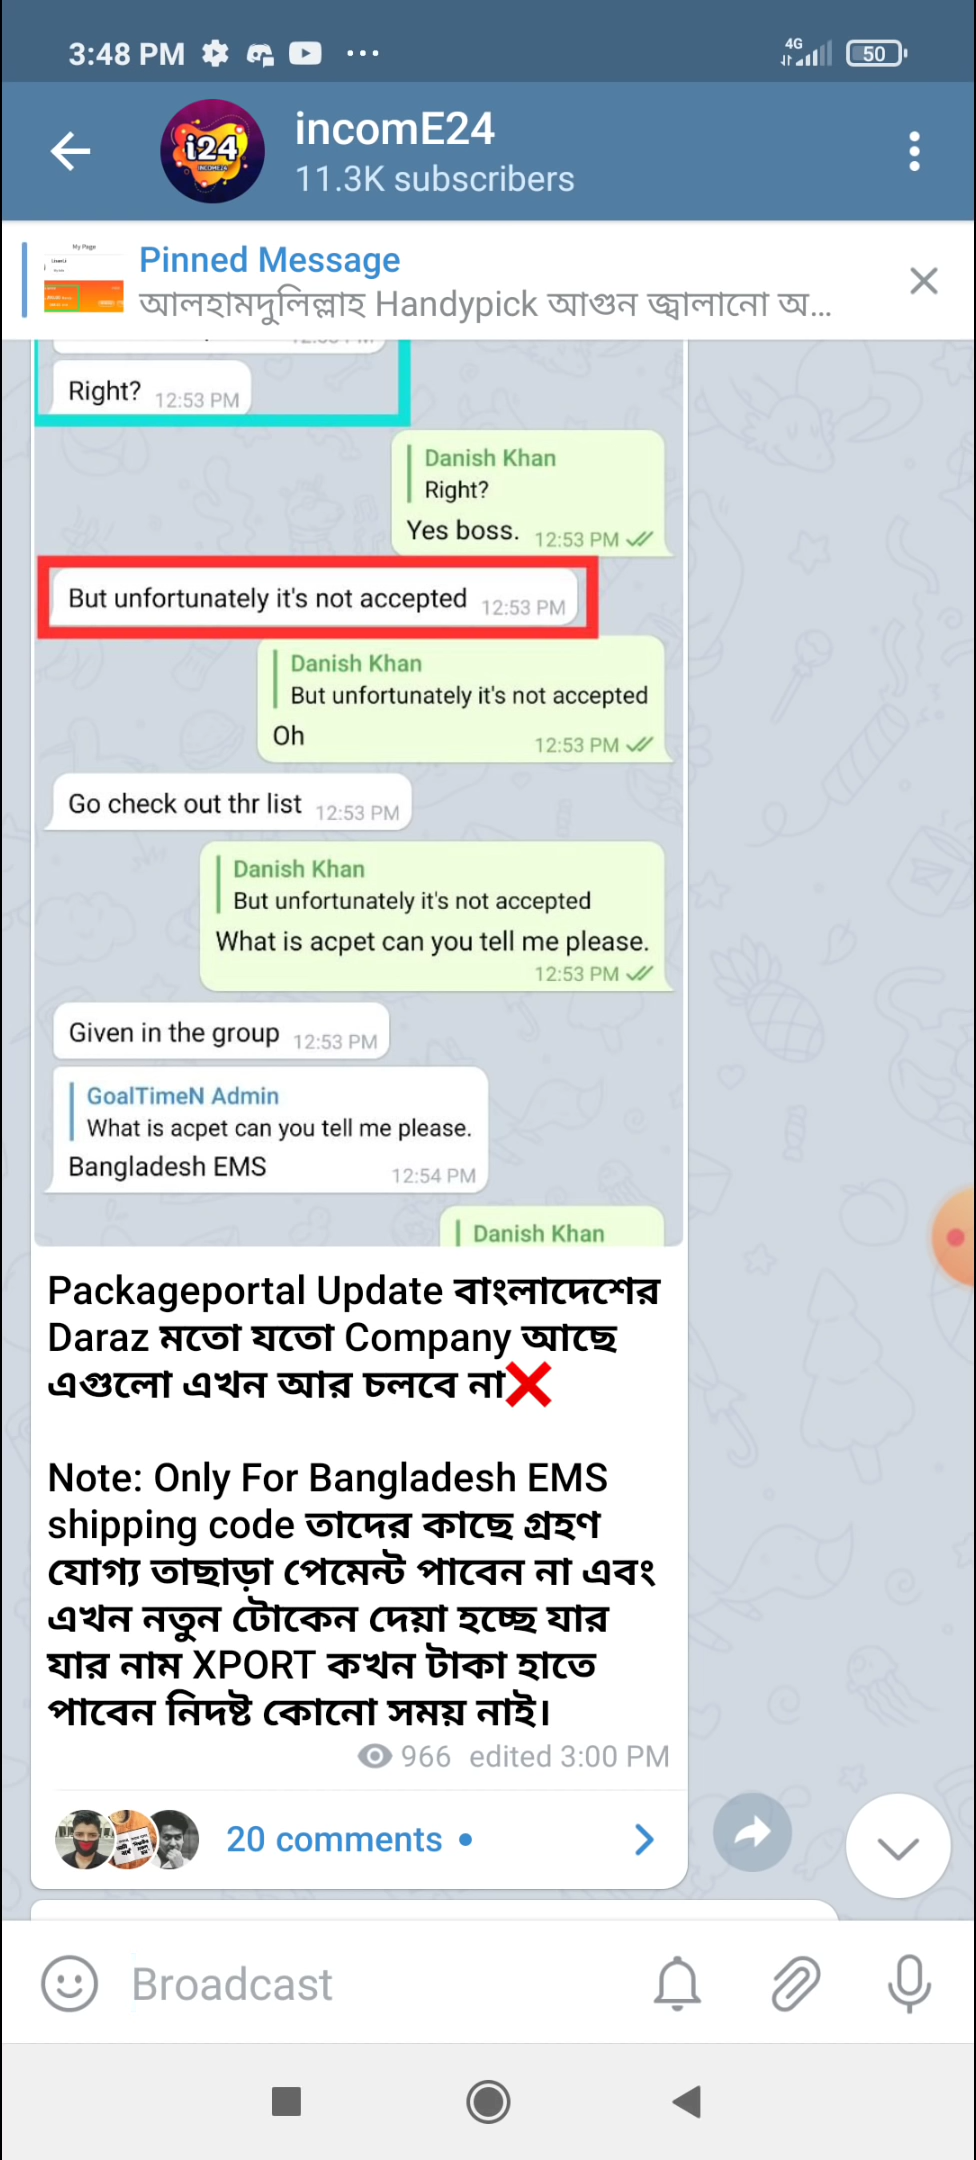 3:48 PM
4G
50
i24
incomE24
11.3K subscribers
My Page
Pinned Message
আলহামদুলিল্লাহ Handypick আগুন জ্বালানো অ...
Right? 12:53 PM
Danish Khan
Right?
Yes boss. 12:53 PM
But unfortunately it's not accepted 12:53 PM
Danish Khan
But unfortunately it's not accepted
Oh 12:53 PM
Go check out thr list 12:53 PM
Danish Khan
But unfortunately it's not accepted
What is acpet can you tell me please.
12:53 PM
Given in the group 12:53 PM
GoalTimeN Admin
What is acpet can you tell me please.
Bangladesh EMS 12:54 PM
Danish Khan
Packageportal Update বাংলাদেশের
Daraz মতো যতো Company আছে
এগুলো এখন আর চলবে না❌
Note: Only For Bangladesh EMS
shipping code তাদের কাছে গ্রহণ
যোগ্য তাছাড়া পেমেন্ট পাবেন না এবং
এখন নতুন টোকেন দেয়া হচ্ছে যার
যার নাম XPORT কখন টাকা হাতে
পাবেন নিদষ্ট কোনো সময় নাই।
966 edited 3:00 PM
20 comments
Broadcast